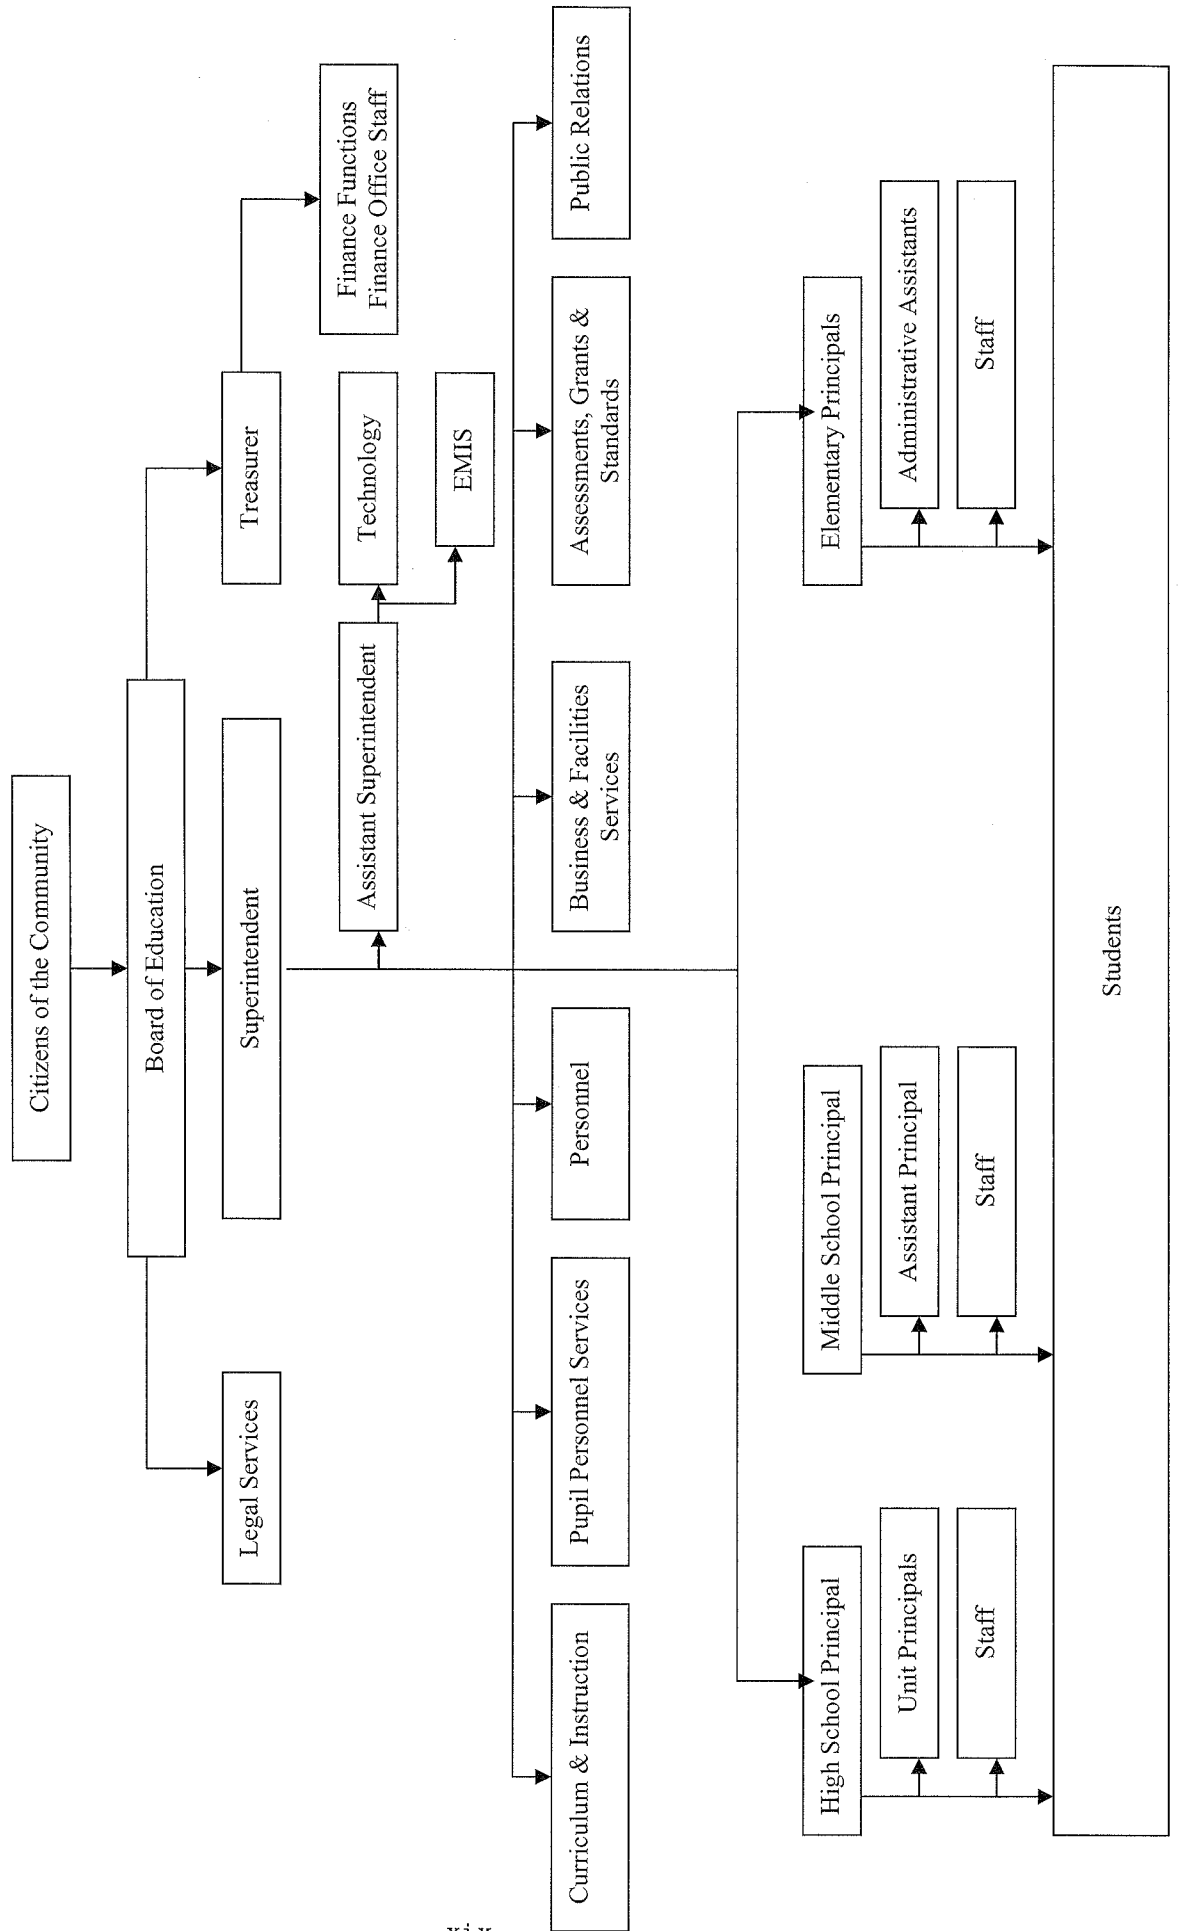 Citizens of the Community
Board of Education
Legal Services
Superintendent
Treasurer
Finance Functions
Finance Office Staff
Assistant Superintendent
Technology
EMIS
Curriculum & Instruction
Pupil Personnel Services
Personnel
Business & Facilities
Services
Assessments, Grants &
Standards
Public Relations
High School Principal
Unit Principals
Staff
Middle School Principal
Assistant Principal
Staff
Elementary Principals
Administrative Assistants
Staff
Students
xix